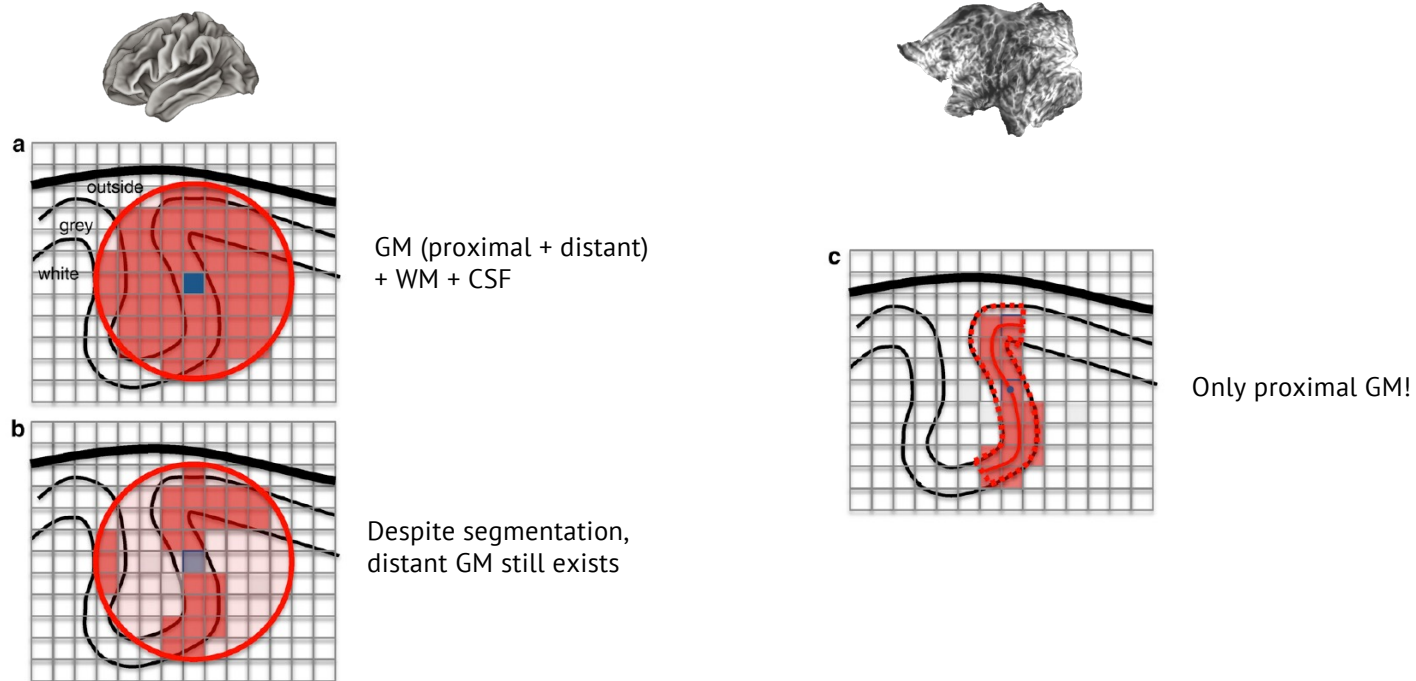 a
outside
grey
white
GM (proximal + distant)
+ WM + CSF
b
Despite segmentation,
distant GM still exists
c
Only proximal GM!